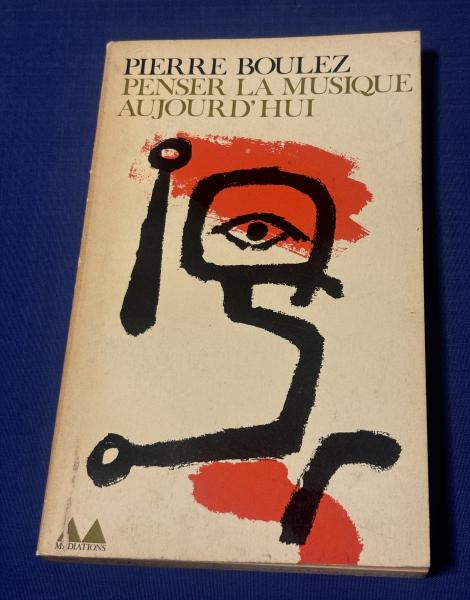 PIERRE BOULEZ
PENSER LA MUSIQUE
AUJOURD'HUI
MEDIATIONS